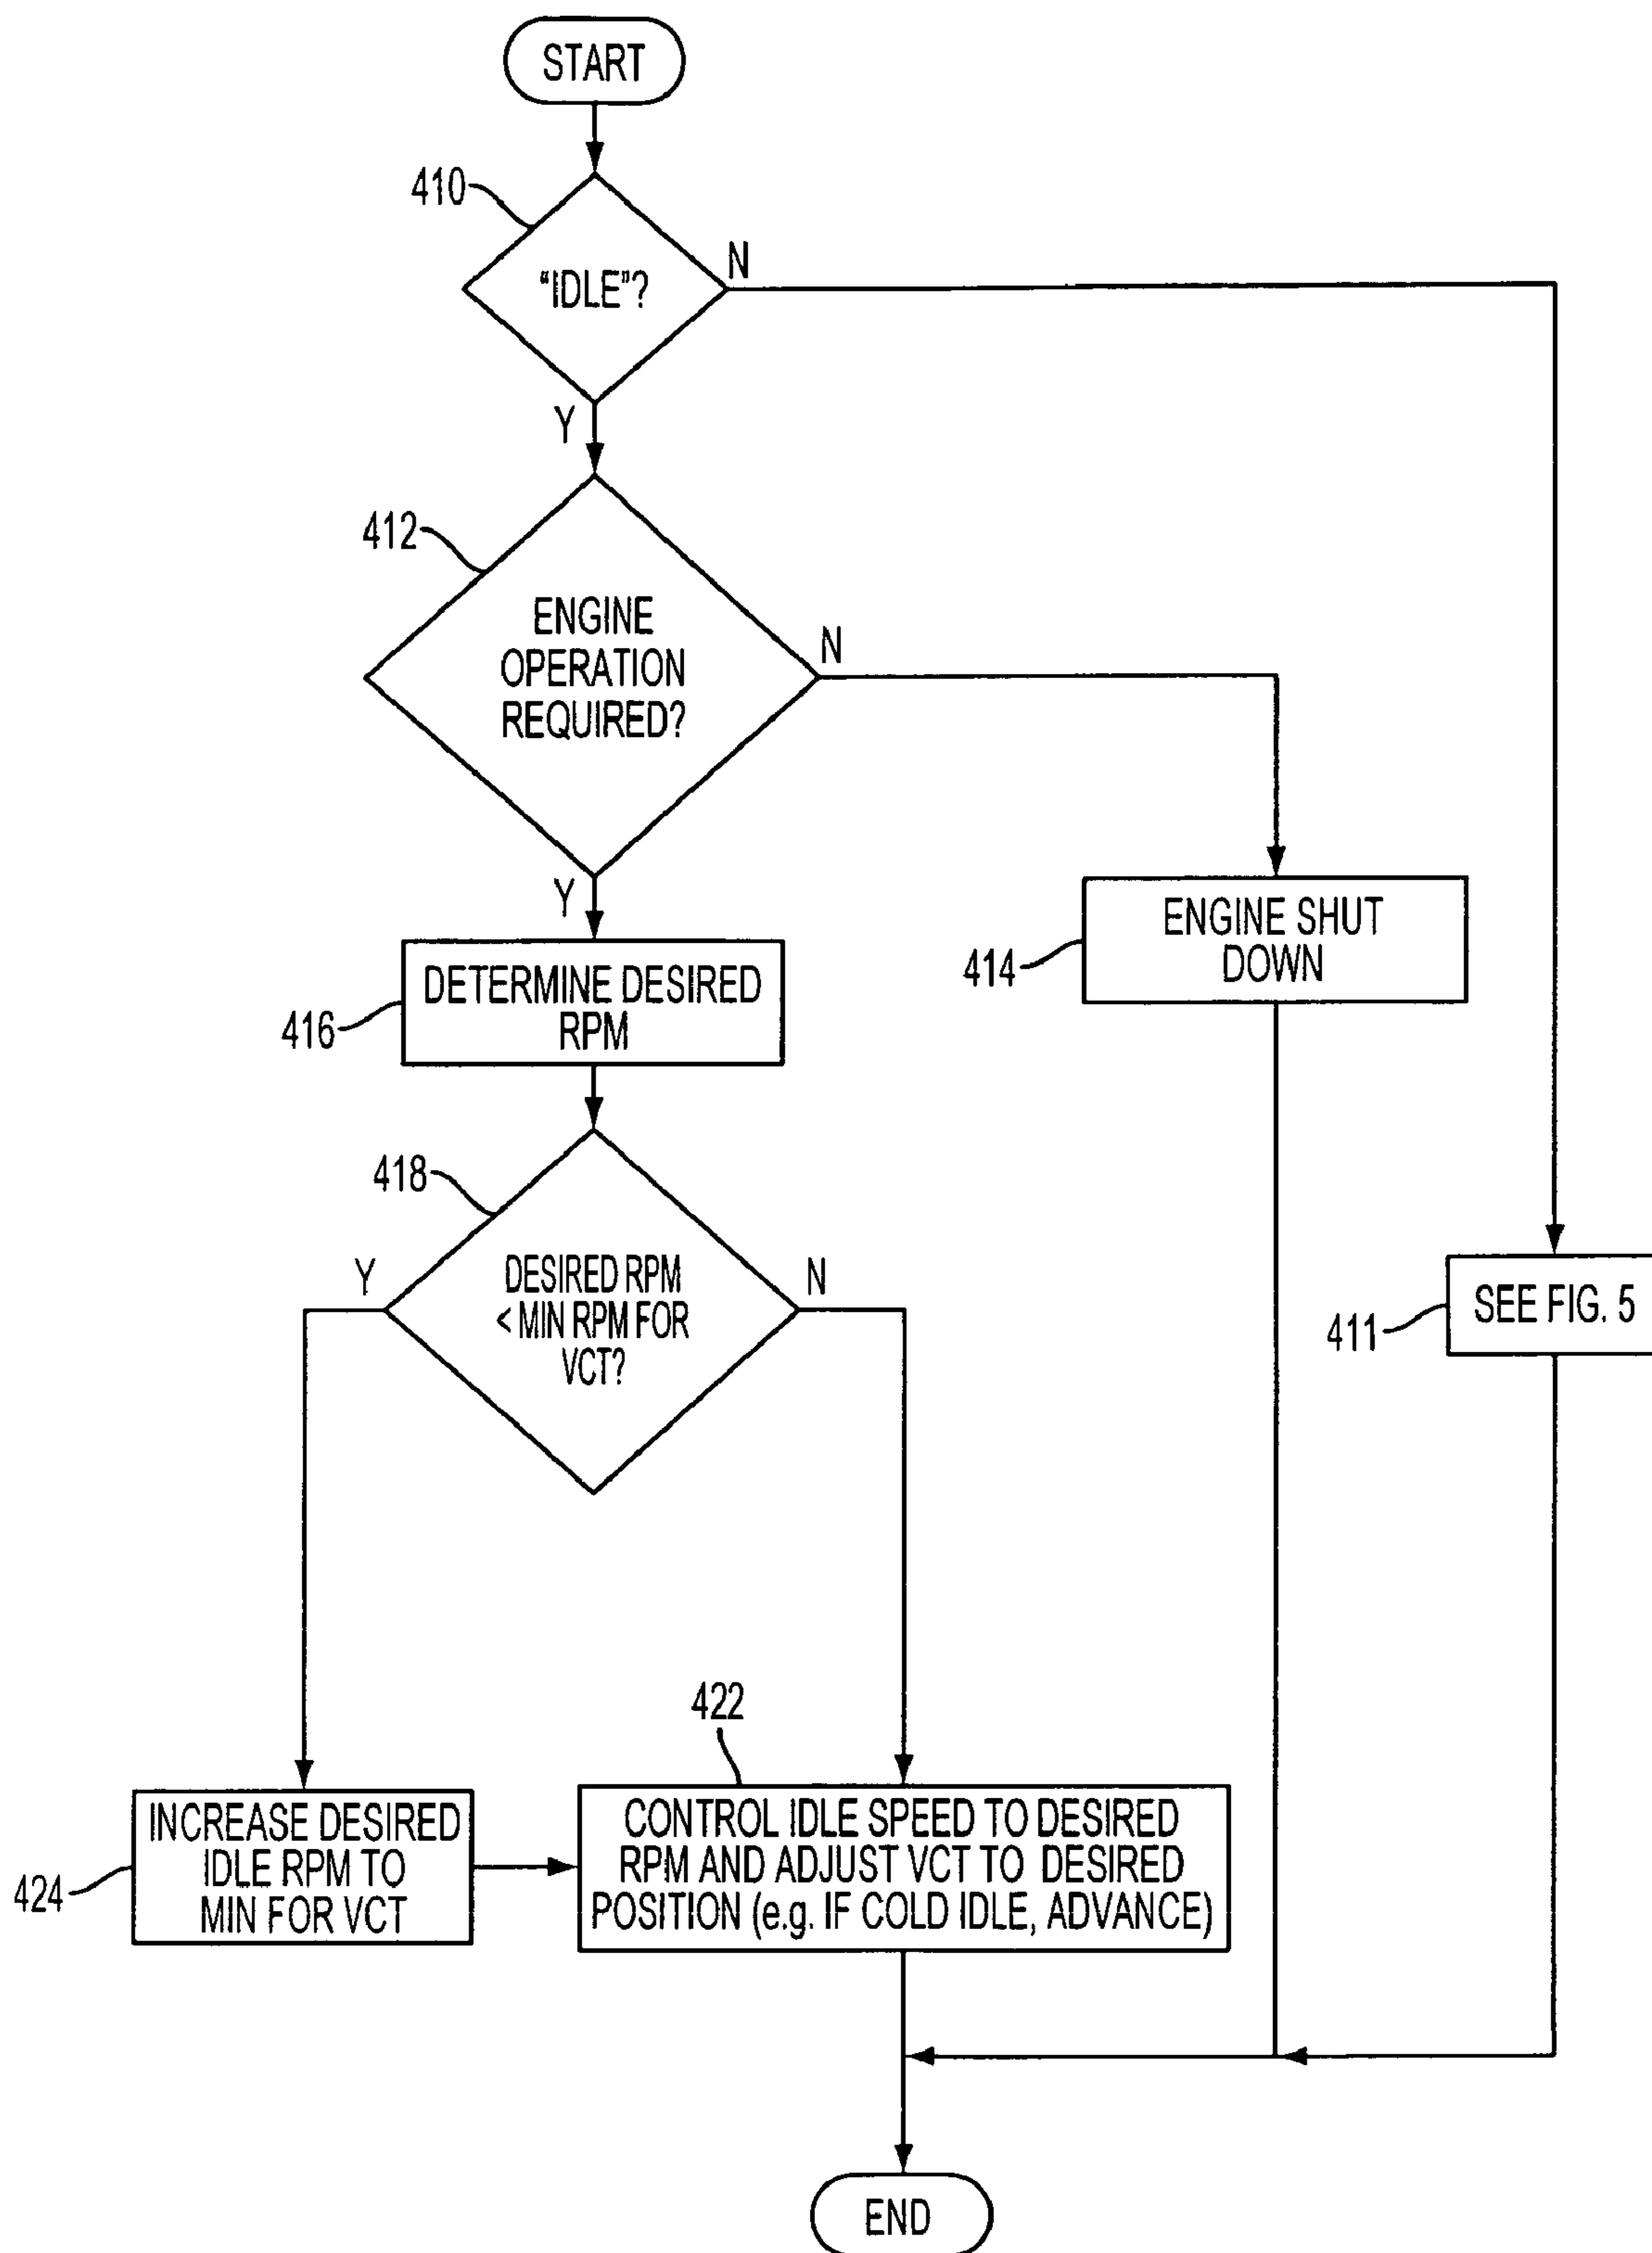 START
410
"IDLE"?
N
Y
412
ENGINE
OPERATION
REQUIRED?
N
Y
ENGINE SHUT
DOWN
414
DETERMINE DESIRED
RPM
416
418
Y
DESIRED RPM
< MIN RPM FOR
VCT?
N
SEE FIG. 5
411
422
INCREASE DESIRED
IDLE RPM TO
MIN FOR VCT
424
CONTROL IDLE SPEED TO DESIRED
RPM AND ADJUST VCT TO DESIRED
POSITION (e.g. IF COLD IDLE, ADVANCE)
END